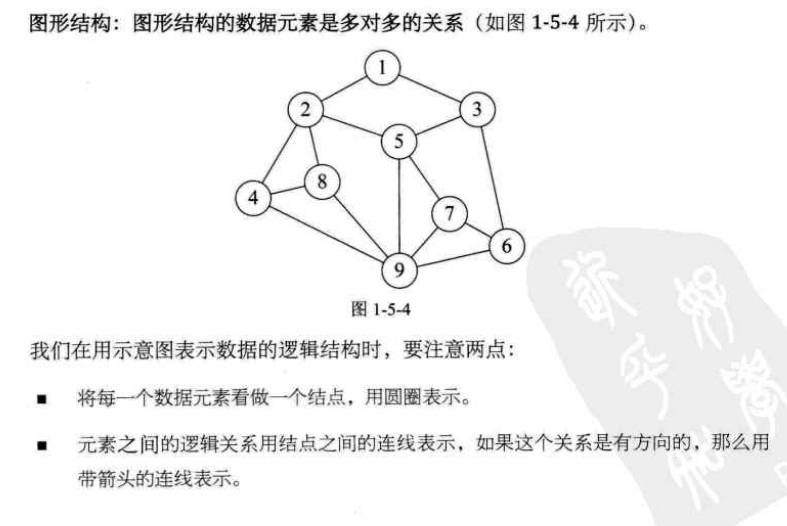 图形结构：图形结构的数据元素是多对多的关系（如图 1-5-4 所示）。
1
2
3
5
8
4
7
6
9
图 1-5-4
我们在用示意图表示数据的逻辑结构时，要注意两点：
■ 将每一个数据元素看做一个结点，用圆圈表示。
■ 元素之间的逻辑关系用结点之间的连线表示，如果这个关系是有方向的，那么用
带箭头的连线表示。